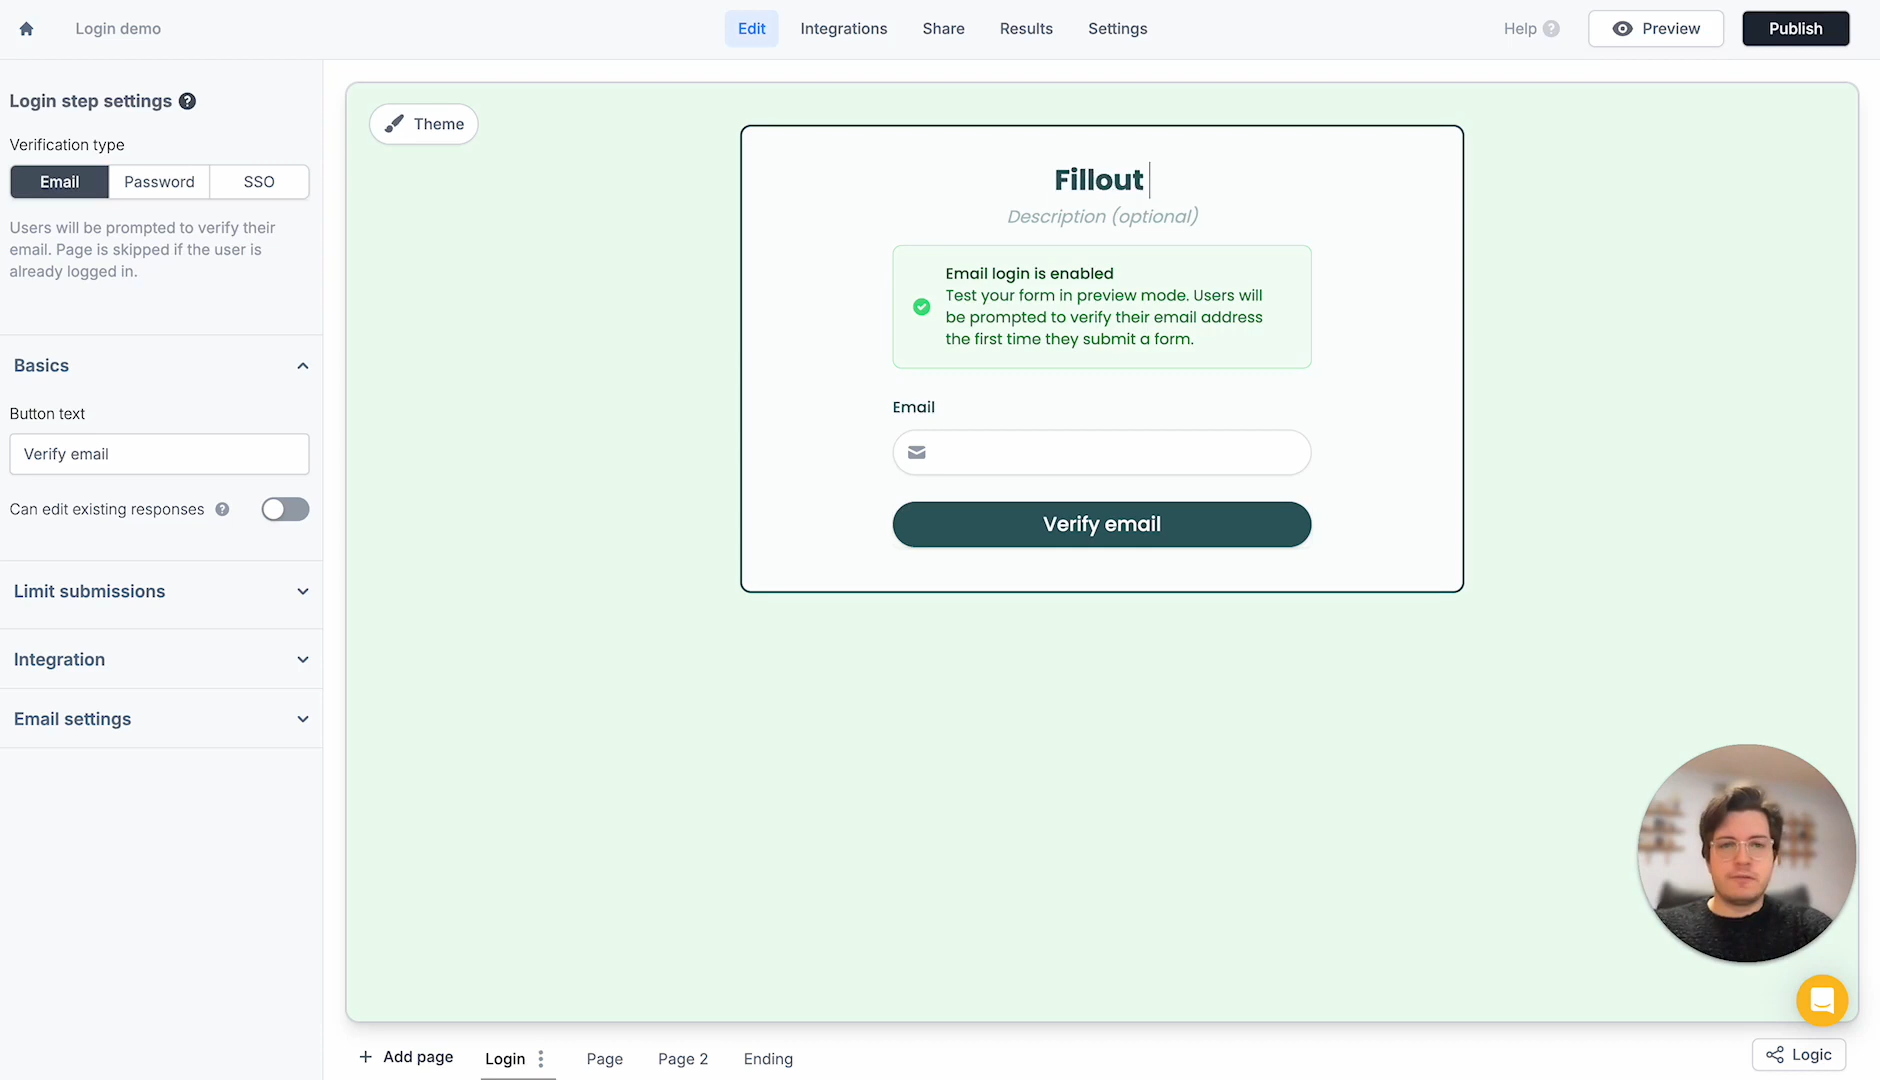 Login demo
Edit
Integrations
Share
Results
Settings
Help
Preview
Publish
Login step settings
Verification type
Email
Password
SSO
Users will be prompted to verify their
email. Page is skipped if the user is
already logged in.
Basics
Button text
Verify email
Can edit existing responses
Limit submissions
Integration
Email settings
Theme
Fillout
Description (optional)
Email login is enabled
Test your form in preview mode. Users will
be prompted to verify their email address
the first time they submit a form.
Email
Verify email
+ Add page
Login
Page
Page 2
Ending
Logic